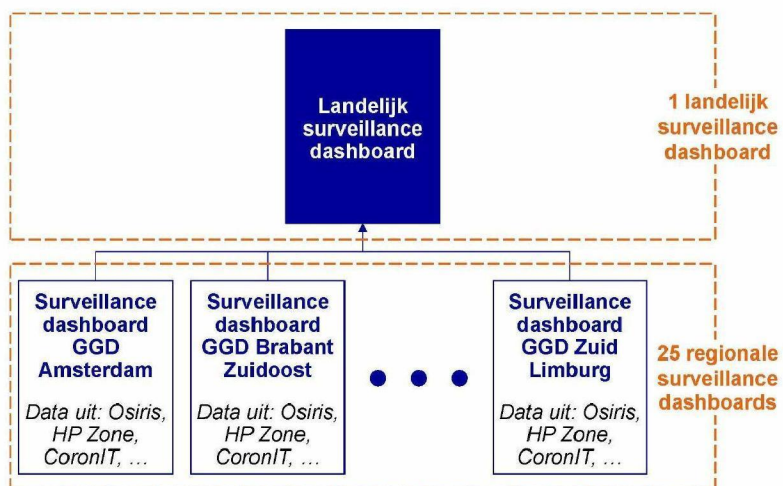 Landelijk
surveillance
dashboard
1 landelijk
surveillance
dashboard
Surveillance
dashboard
GGD
Amsterdam
Data uit: Osiris,
HP Zone,
CoronIT, ...
Surveillance
dashboard
GGD Brabant
Zuidoost
Data uit: Osiris,
HP Zone,
CoronIT, ...
Surveillance
dashboard
GGD Zuid
Limburg
Data uit: Osiris,
HP Zone,
CoronIT, ...
25 regionale
surveillance
dashboards